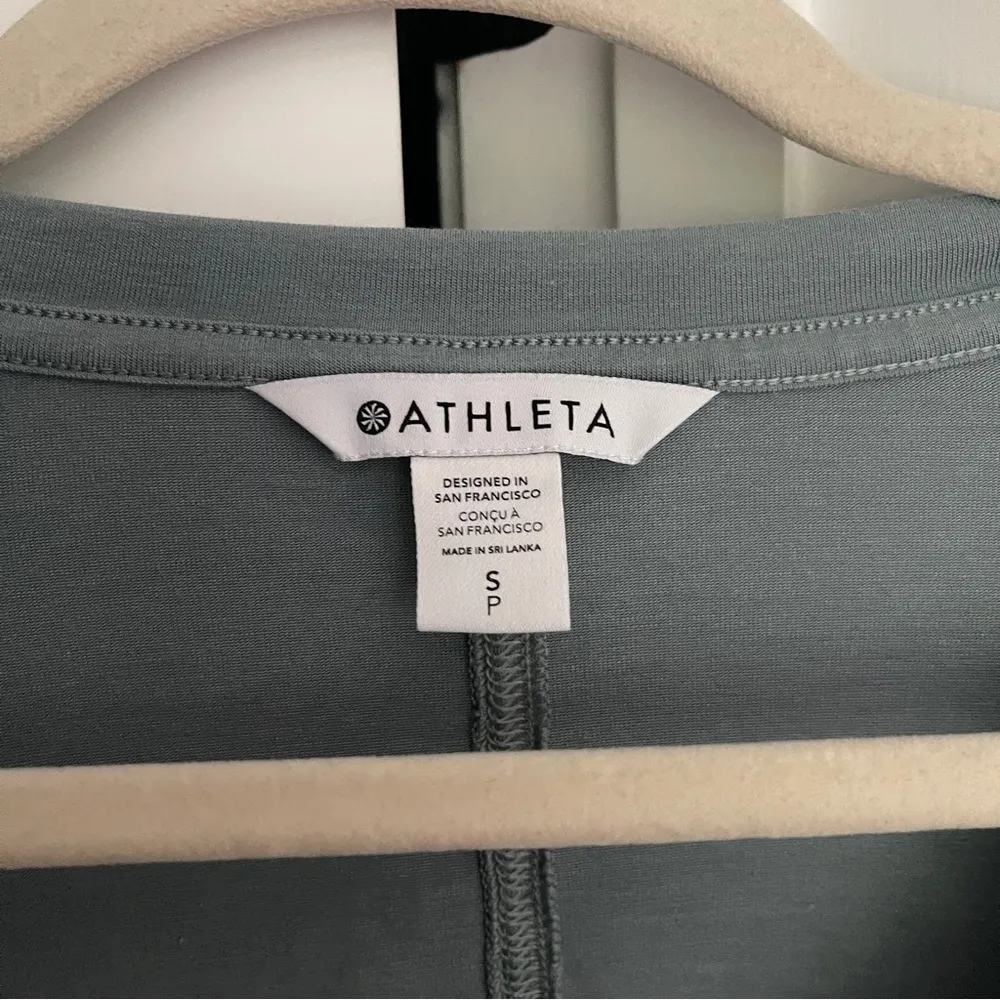 ATHLETA
DESIGNED IN
SAN FRANCISCO
CONÇU À
SAN FRANCISCO
MADE IN SRI LANKA
S
P